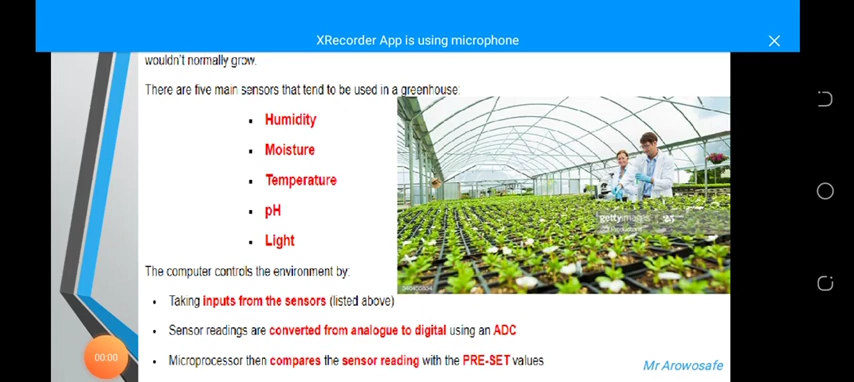 XRecorder App is using microphone
wouldn't normally grow.
There are five main sensors that tend to be used in a greenhouse:
▪ Humidity
▪ Moisture
▪ Temperature
▪ pH
▪ Light
gettyimages
The computer controls the environment by:
• Taking inputs from the sensors (listed above)
• Sensor readings are converted from analogue to digital using an ADC
• Microprocessor then compares the sensor reading with the PRE-SET values
00:00
Mr Arowosafe